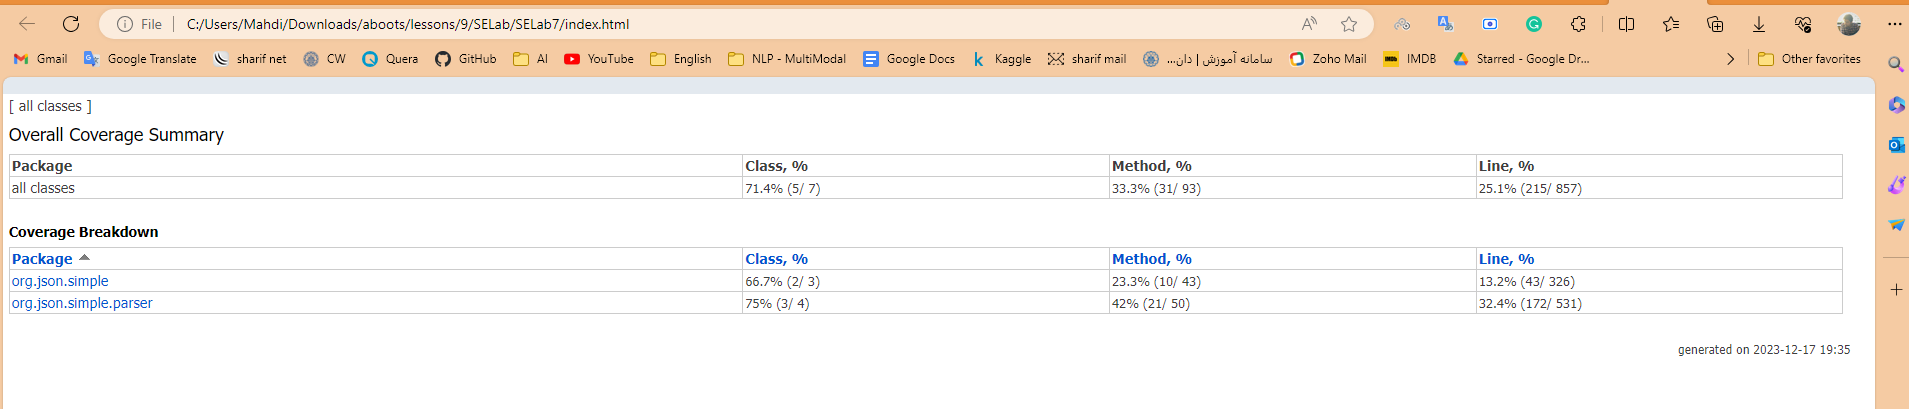 File C:/Users/Mahdi/Downloads/aboots/lessons/9/SELab/SELab7/index.html
Gmail Google Translate sharif net CW Quera GitHub AI YouTube English NLP - MultiModal Google Docs Kaggle sharif mail سامانه آموزش | دان... Zoho Mail IMDB Starred - Google Dr... Other favorites
[ all classes ]
Overall Coverage Summary
Package Class, % Method, % Line, %
all classes 71.4% (5/ 7) 33.3% (31/ 93) 25.1% (215/ 857)
Coverage Breakdown
Package Class, % Method, % Line, %
org.json.simple 66.7% (2/ 3) 23.3% (10/ 43) 13.2% (43/ 326)
org.json.simple.parser 75% (3/ 4) 42% (21/ 50) 32.4% (172/ 531)
generated on 2023-12-17 19:35